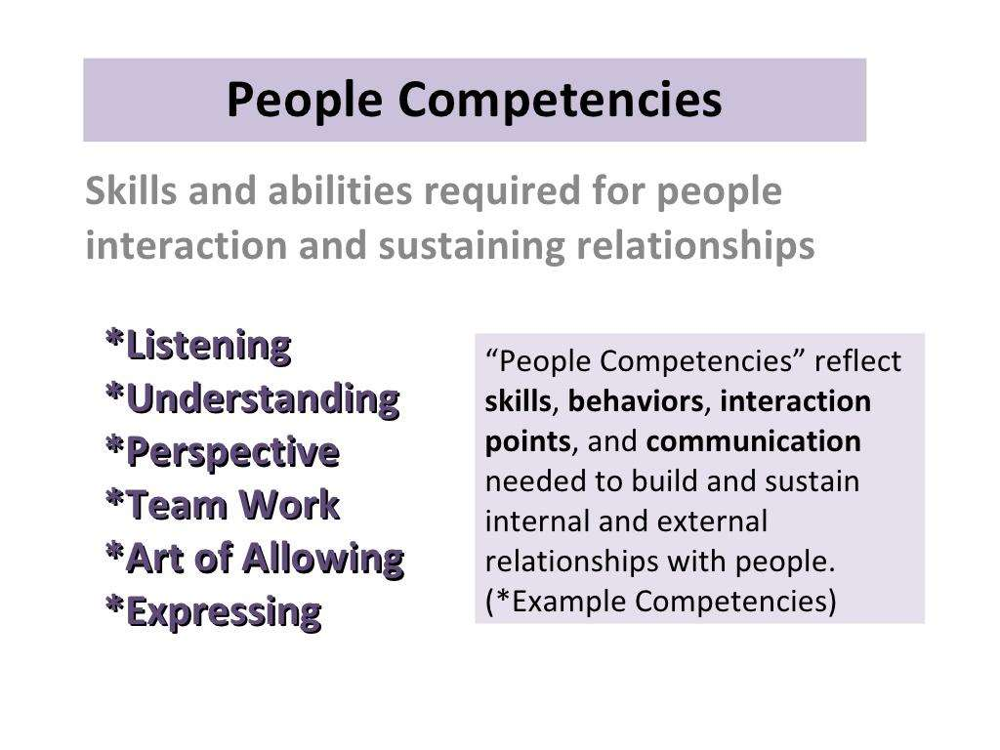 People Competencies
Skills and abilities required for people
interaction and sustaining relationships
*Listening
*Understanding
*Perspective
*Team Work
*Art of Allowing
*Expressing
“People Competencies” reflect
skills, behaviors, interaction
points, and communication
needed to build and sustain
internal and external
relationships with people.
(*Example Competencies)